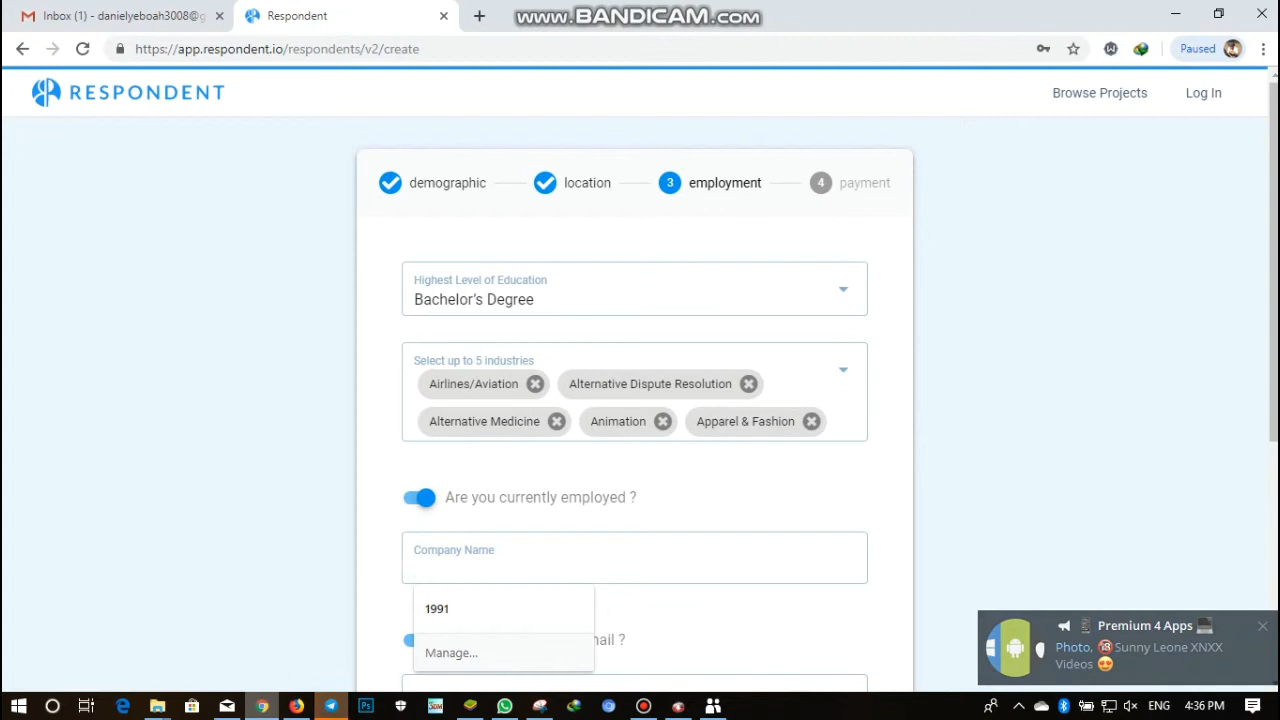 www.BANDICAM.com
Inbox (1) - danielyeboah3008@g
Respondent
https://app.respondent.io/respondents/v2/create
Paused
RESPONDENT
Browse Projects
Log In
demographic
location
3 employment
4 payment
Highest Level of Education
Bachelor's Degree
Select up to 5 industries
Airlines/Aviation
Alternative Dispute Resolution
Alternative Medicine
Animation
Apparel & Fashion
Are you currently employed ?
Company Name
1991
Manage...
nail ?
Premium 4 Apps
Photo, 🔞 Sunny Leone XNXX
Videos 😍
4:36 PM